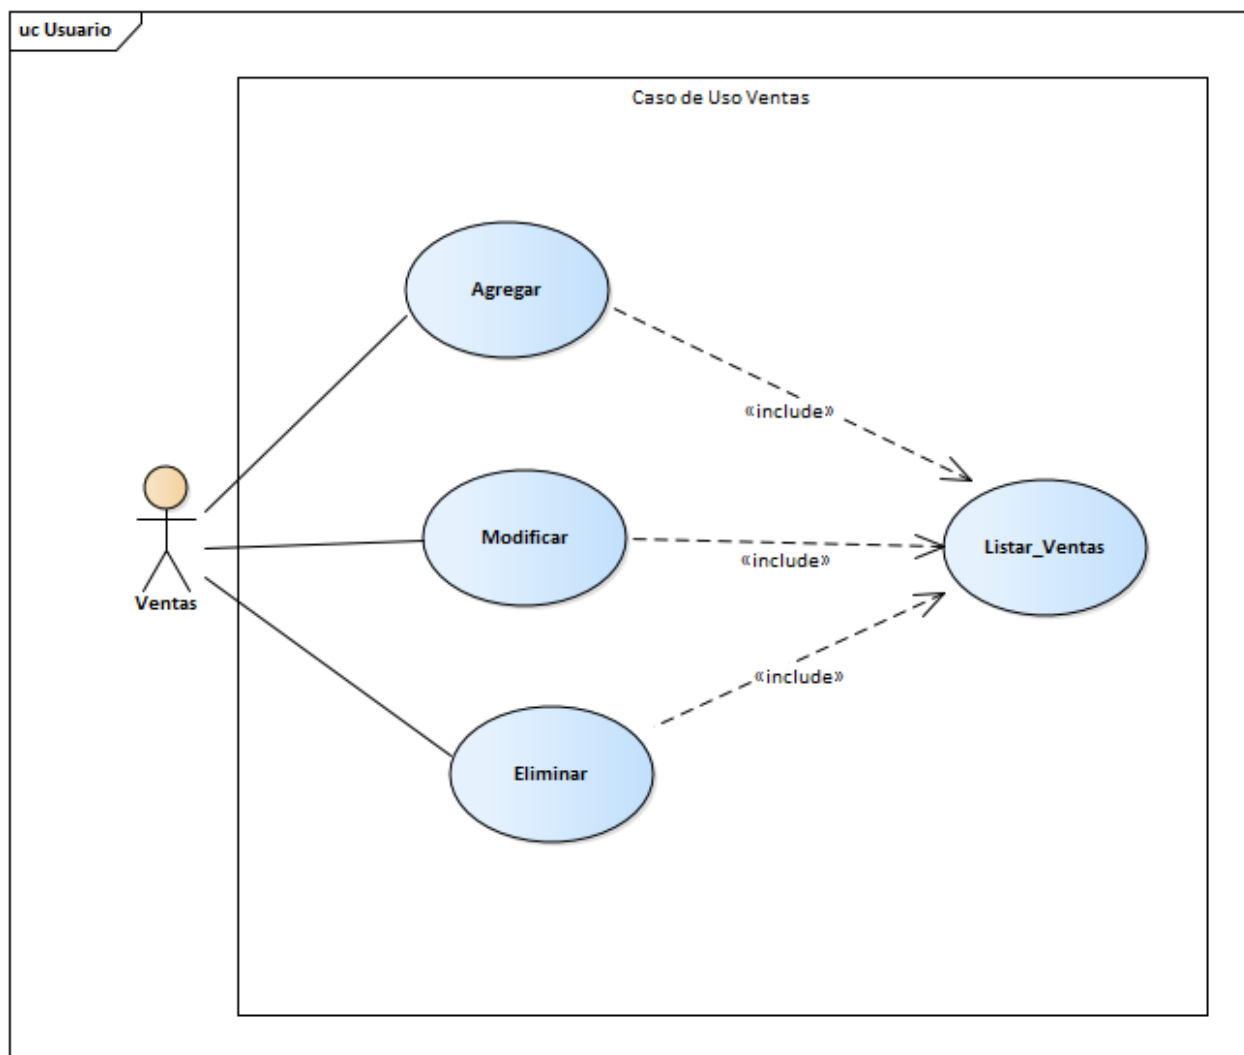 uc Usuario
Caso de Uso Ventas
Agregar
«include»
Modificar
«include»
Listar_Ventas
Ventas
«include»
Eliminar